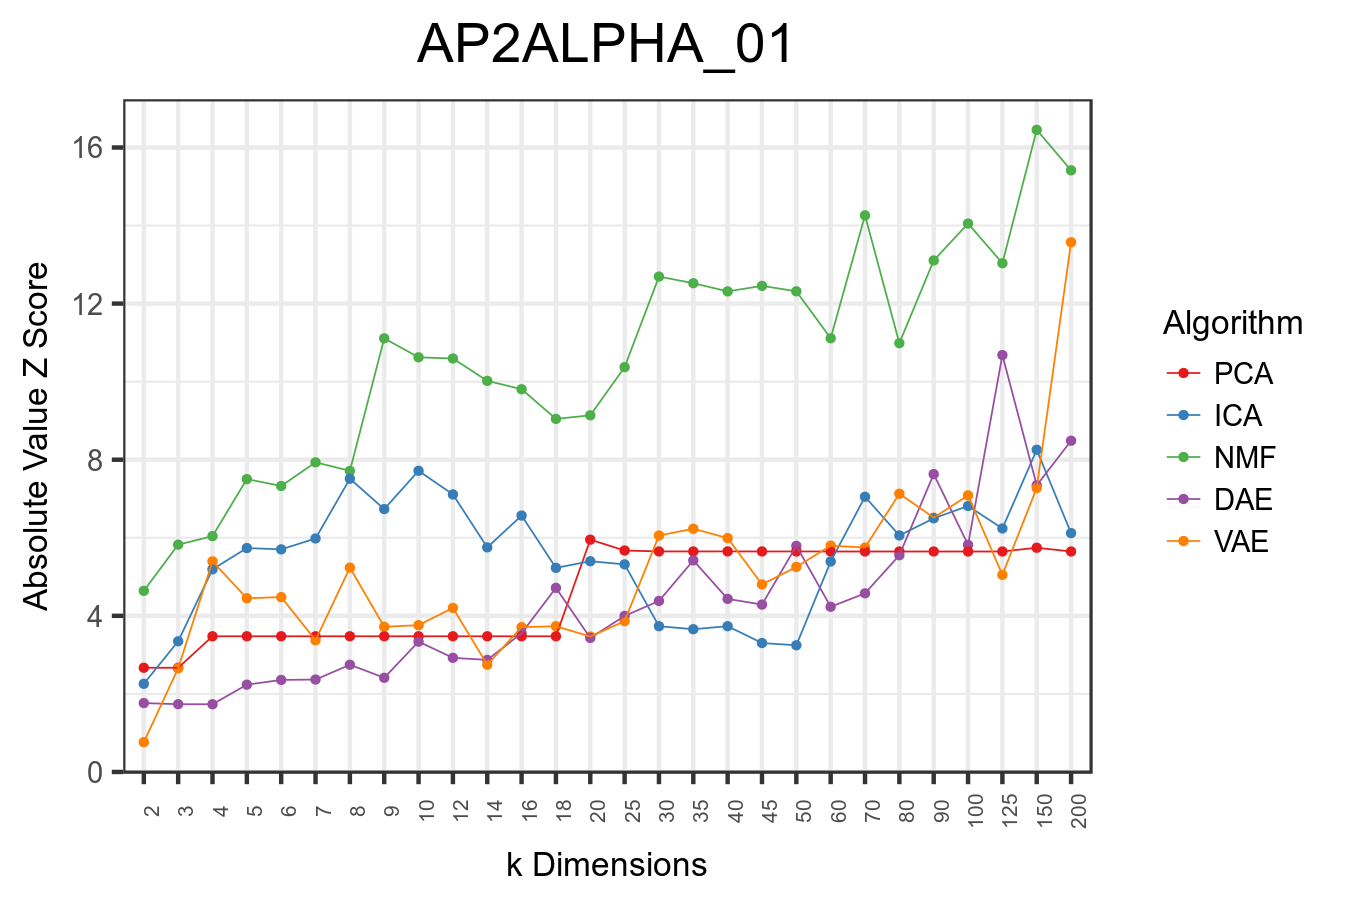 AP2ALPHA_01
Absolute Value Z Score
16
12
8
4
0
2 3 4 5 6 7 8 9 10 12 14 16 18 20 25 30 35 40 45 50 60 70 80 90 100 125 150 200
k Dimensions
Algorithm
PCA
ICA
NMF
DAE
VAE